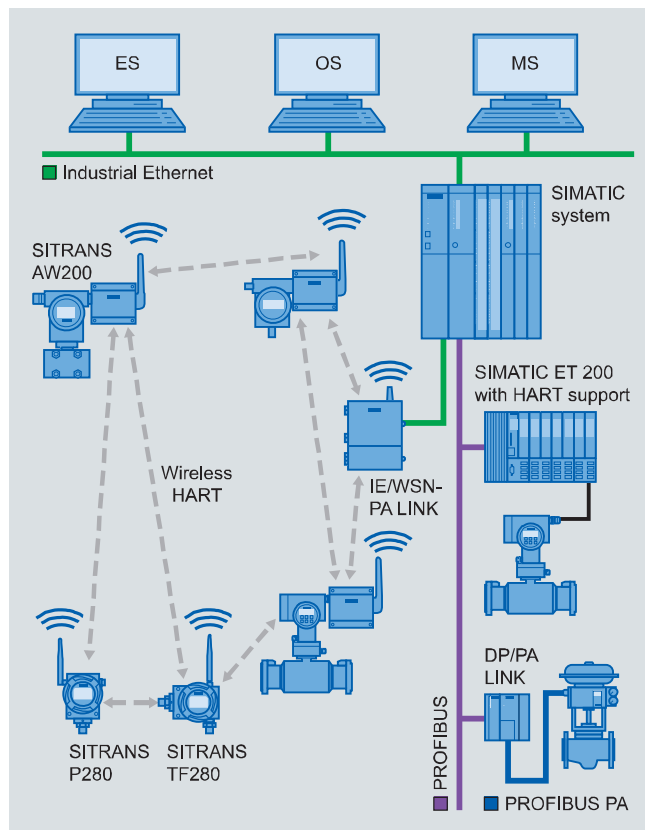 ES
OS
MS
Industrial Ethernet
SIMATIC
system
SITRANS
AW200
SIMATIC ET 200
with HART support
Wireless
HART
IE/WSN-
PA LINK
DP/PA
LINK
SITRANS
P280
SITRANS
TF280
PROFIBUS
PROFIBUS PA